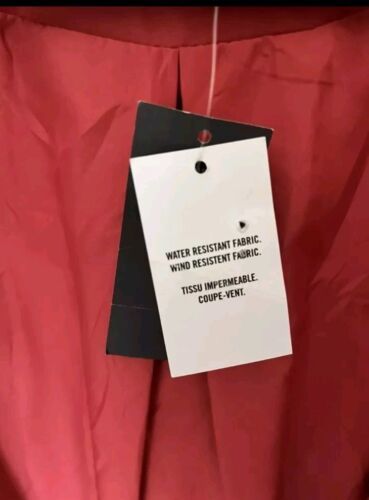 WATER RESISTANT FABRIC.
WIND RESISTENT FABRIC.
TISSU IMPERMEABLE.
COUPE-VENT.